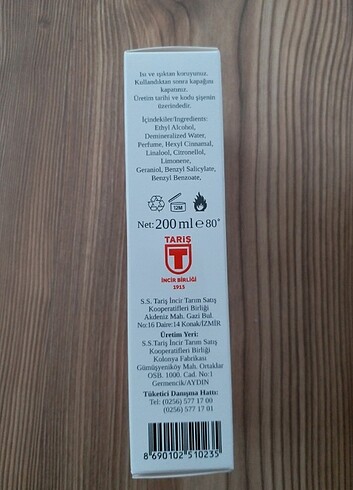 Isı ve ışıktan koruyunuz.
Kullandıktan sonra kapağını
kapatınız.
Üretim tarihi ve kodu şişenin
üzerindedir.
İçindekiler/Ingredients:
Ethyl Alcohol,
Demineralized Water,
Perfume, Hexyl Cinnamal,
Linalool, Citronellol,
Limonene,
Geraniol, Benzyl Salicylate,
Benzyl Benzoate,
12M
Net: 200 ml e 80°
TARİŞ
T
İNCİR BİRLİĞİ
1915
S.S. Tariş İncir Tarım Satış
Kooperatifleri Birliği
Akdeniz Mah. Gazi Bul.
No:16 Daire:14 Konak/İZMİR
Üretim Yeri:
S.S.Tariş İncir Tarım Satış
Kooperatifleri Birliği
Kolonya Fabrikası
Gümüşyeniköy Mah. Ortaklar
OSB. 1000. Cad. No:1
Germencik/AYDIN
Tüketici Danışma Hattı:
Tel: (0256) 577 17 00
(0256) 577 17 01
8 690102 510235